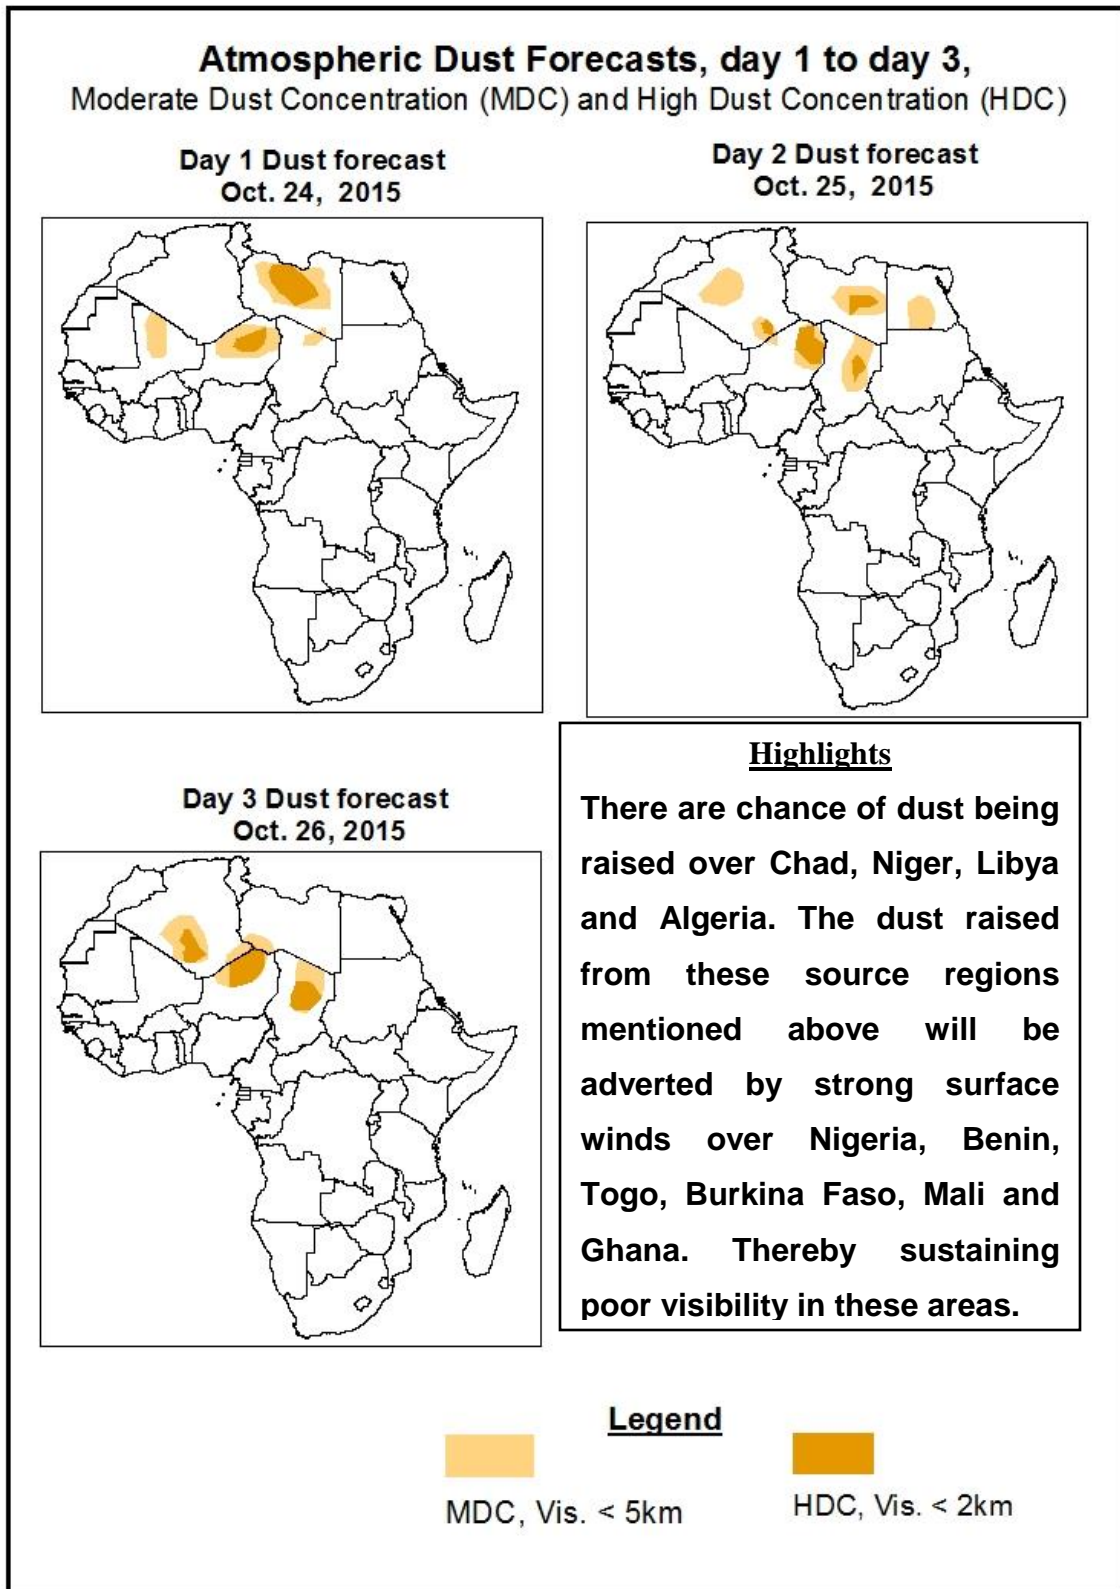 Atmospheric Dust Forecasts, day 1 to day 3,
Moderate Dust Concentration (MDC) and High Dust Concentration (HDC)
Day 1 Dust forecast
Oct. 24, 2015
Day 2 Dust forecast
Oct. 25, 2015
Day 3 Dust forecast
Oct. 26, 2015
Highlights
There are chance of dust being
raised over Chad, Niger, Libya
and Algeria. The dust raised
from these source regions
mentioned above will be
adverted by strong surface
winds over Nigeria, Benin,
Togo, Burkina Faso, Mali and
Ghana. Thereby sustaining
poor visibility in these areas.
Legend
MDC, Vis. < 5km
HDC, Vis. < 2km